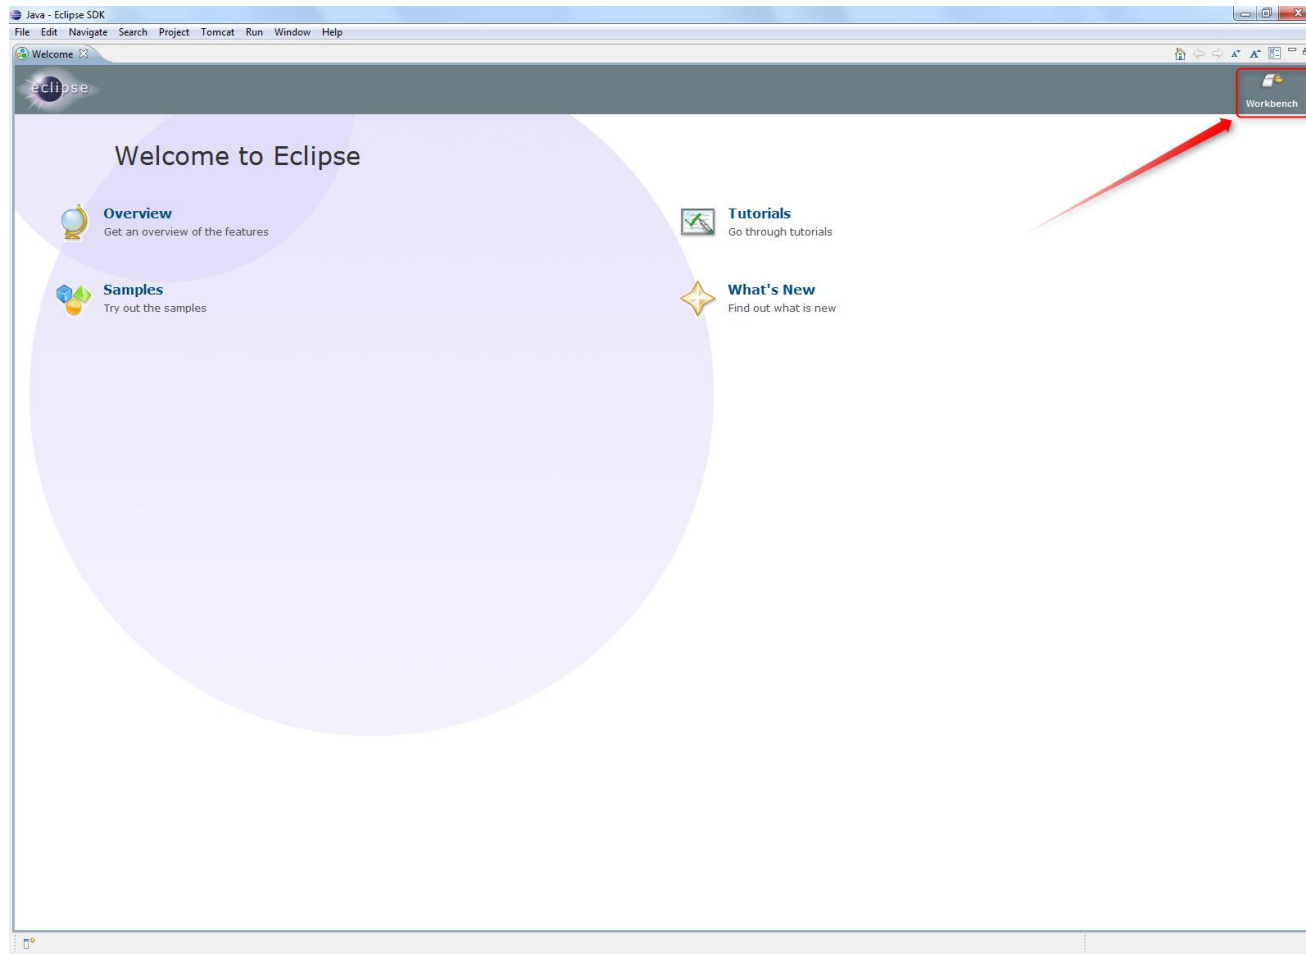 Java - Eclipse SDK
File Edit Navigate Search Project Tomcat Run Window Help
Welcome
eclipse
Workbench
Welcome to Eclipse
Overview
Get an overview of the features
Tutorials
Go through tutorials
Samples
Try out the samples
What's New
Find out what is new